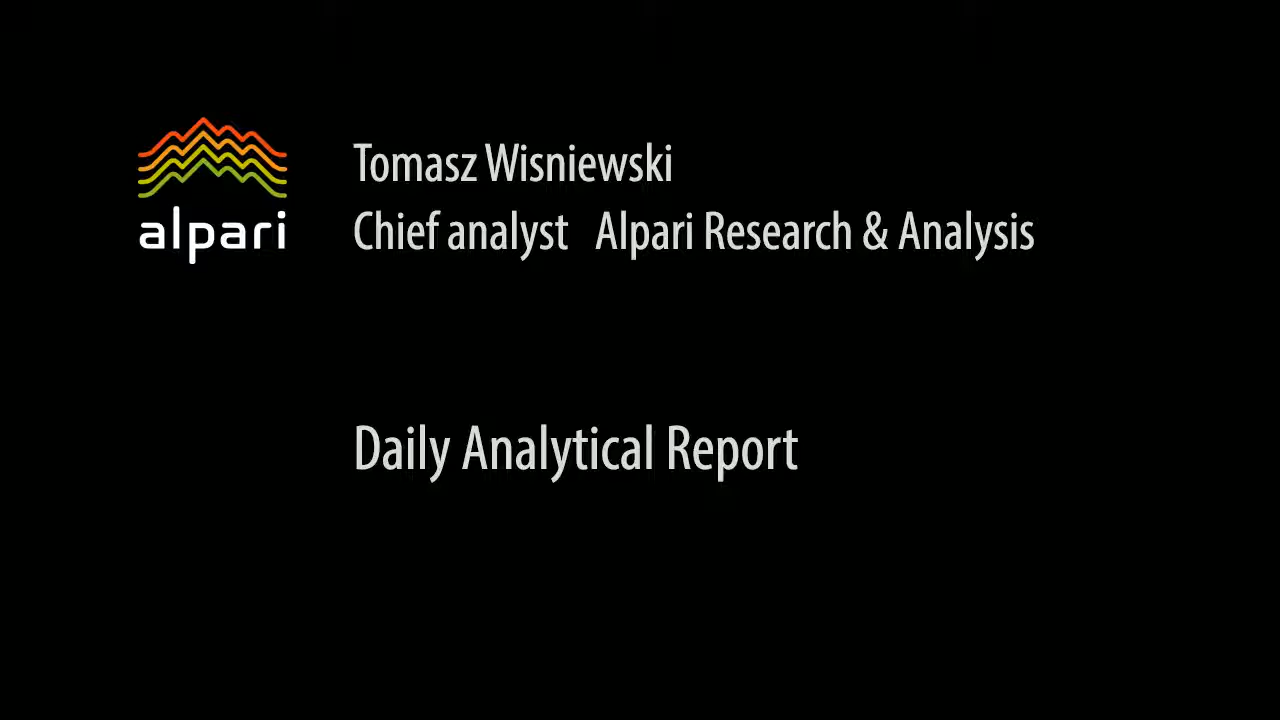 alpari
Tomasz Wisniewski
Chief analyst Alpari Research & Analysis
Daily Analytical Report